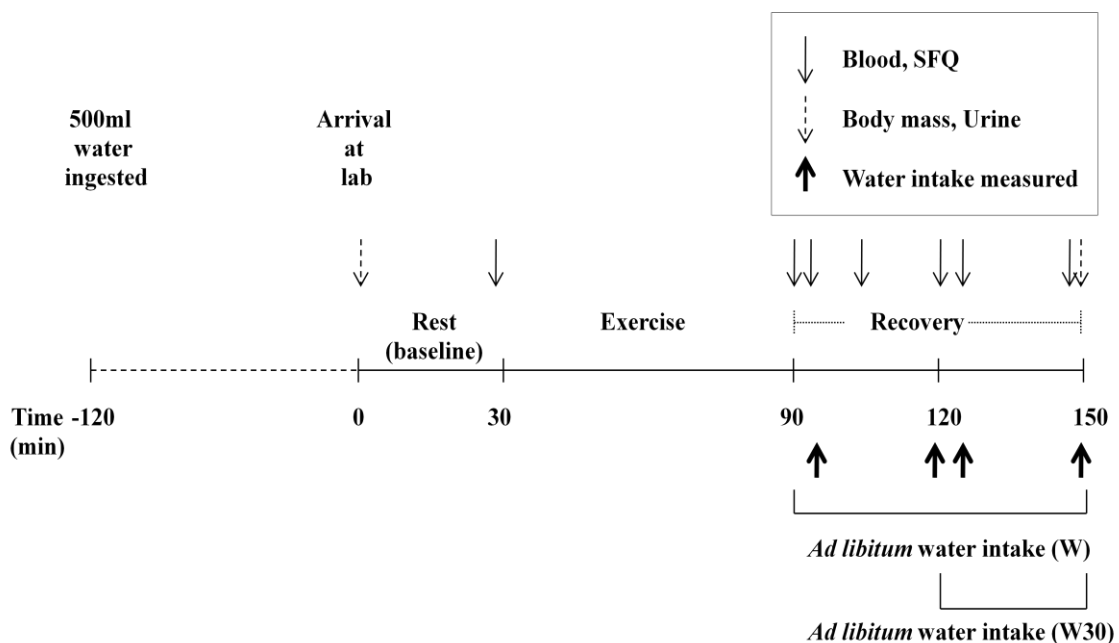 Blood, SFQ
Body mass, Urine
Water intake measured
500ml
water
ingested
Arrival
at
lab
Rest
(baseline)
Exercise
Recovery
Time -120
(min)
0
30
90
120
150
Ad libitum water intake (W)
Ad libitum water intake (W30)